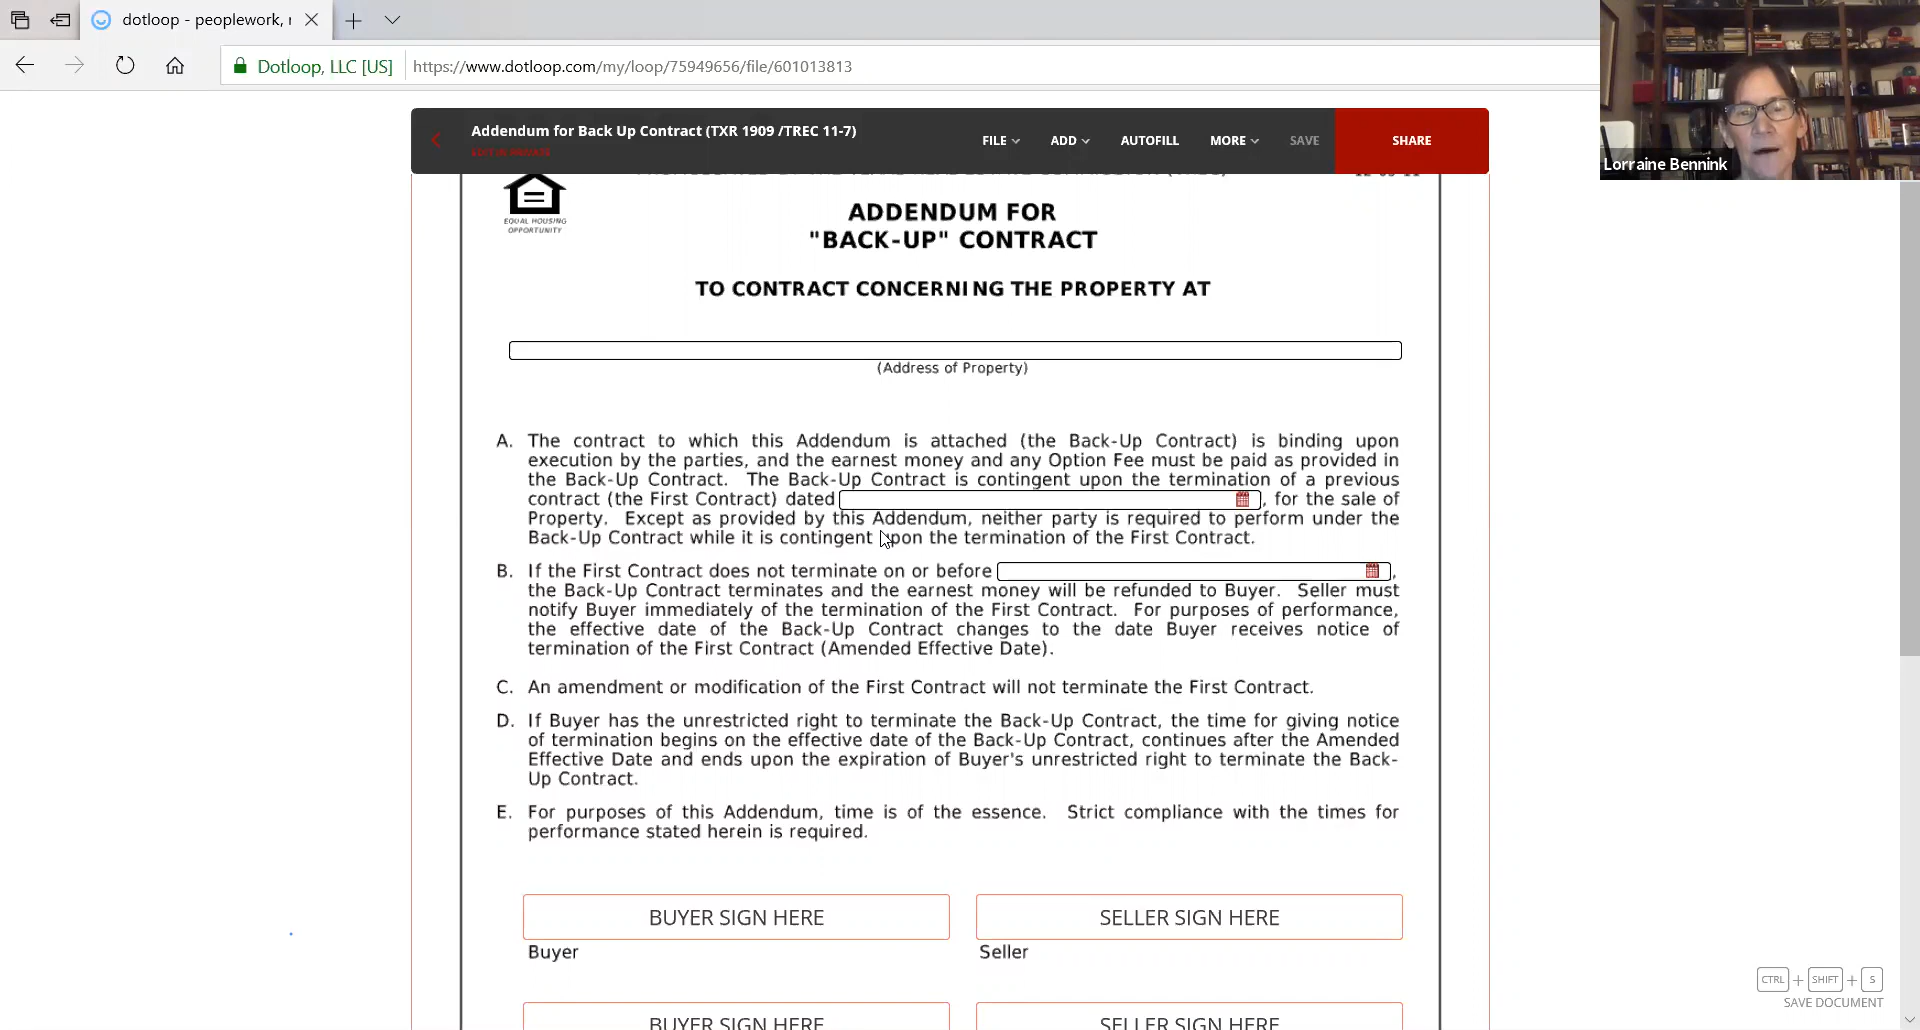 dotloop - peoplework, r
Dotloop, LLC [US]
https://www.dotloop.com/my/loop/75949656/file/601013813
Lorraine Bennink
Addendum for Back Up Contract (TXR 1909 /TREC 11-7)
EDIT IN PRIVATE
FILE
ADD
AUTOFILL
MORE
SAVE
SHARE
EQUAL HOUSING
OPPORTUNITY
ADDENDUM FOR
"BACK-UP" CONTRACT
TO CONTRACT CONCERNING THE PROPERTY AT
(Address of Property)
A. The contract to which this Addendum is attached (the Back-Up Contract) is binding upon
execution by the parties, and the earnest money and any Option Fee must be paid as provided in
the Back-Up Contract. The Back-Up Contract is contingent upon the termination of a previous
contract (the First Contract) dated , for the sale of
Property. Except as provided by this Addendum, neither party is required to perform under the
Back-Up Contract while it is contingent upon the termination of the First Contract.
B. If the First Contract does not terminate on or before ,
the Back-Up Contract terminates and the earnest money will be refunded to Buyer. Seller must
notify Buyer immediately of the termination of the First Contract. For purposes of performance,
the effective date of the Back-Up Contract changes to the date Buyer receives notice of
termination of the First Contract (Amended Effective Date).
C. An amendment or modification of the First Contract will not terminate the First Contract.
D. If Buyer has the unrestricted right to terminate the Back-Up Contract, the time for giving notice
of termination begins on the effective date of the Back-Up Contract, continues after the Amended
Effective Date and ends upon the expiration of Buyer's unrestricted right to terminate the Back-
Up Contract.
E. For purposes of this Addendum, time is of the essence. Strict compliance with the times for
performance stated herein is required.
BUYER SIGN HERE
SELLER SIGN HERE
Buyer
Seller
BUYER SIGN HERE
SELLER SIGN HERE
CTRL + SHIFT + S
SAVE DOCUMENT